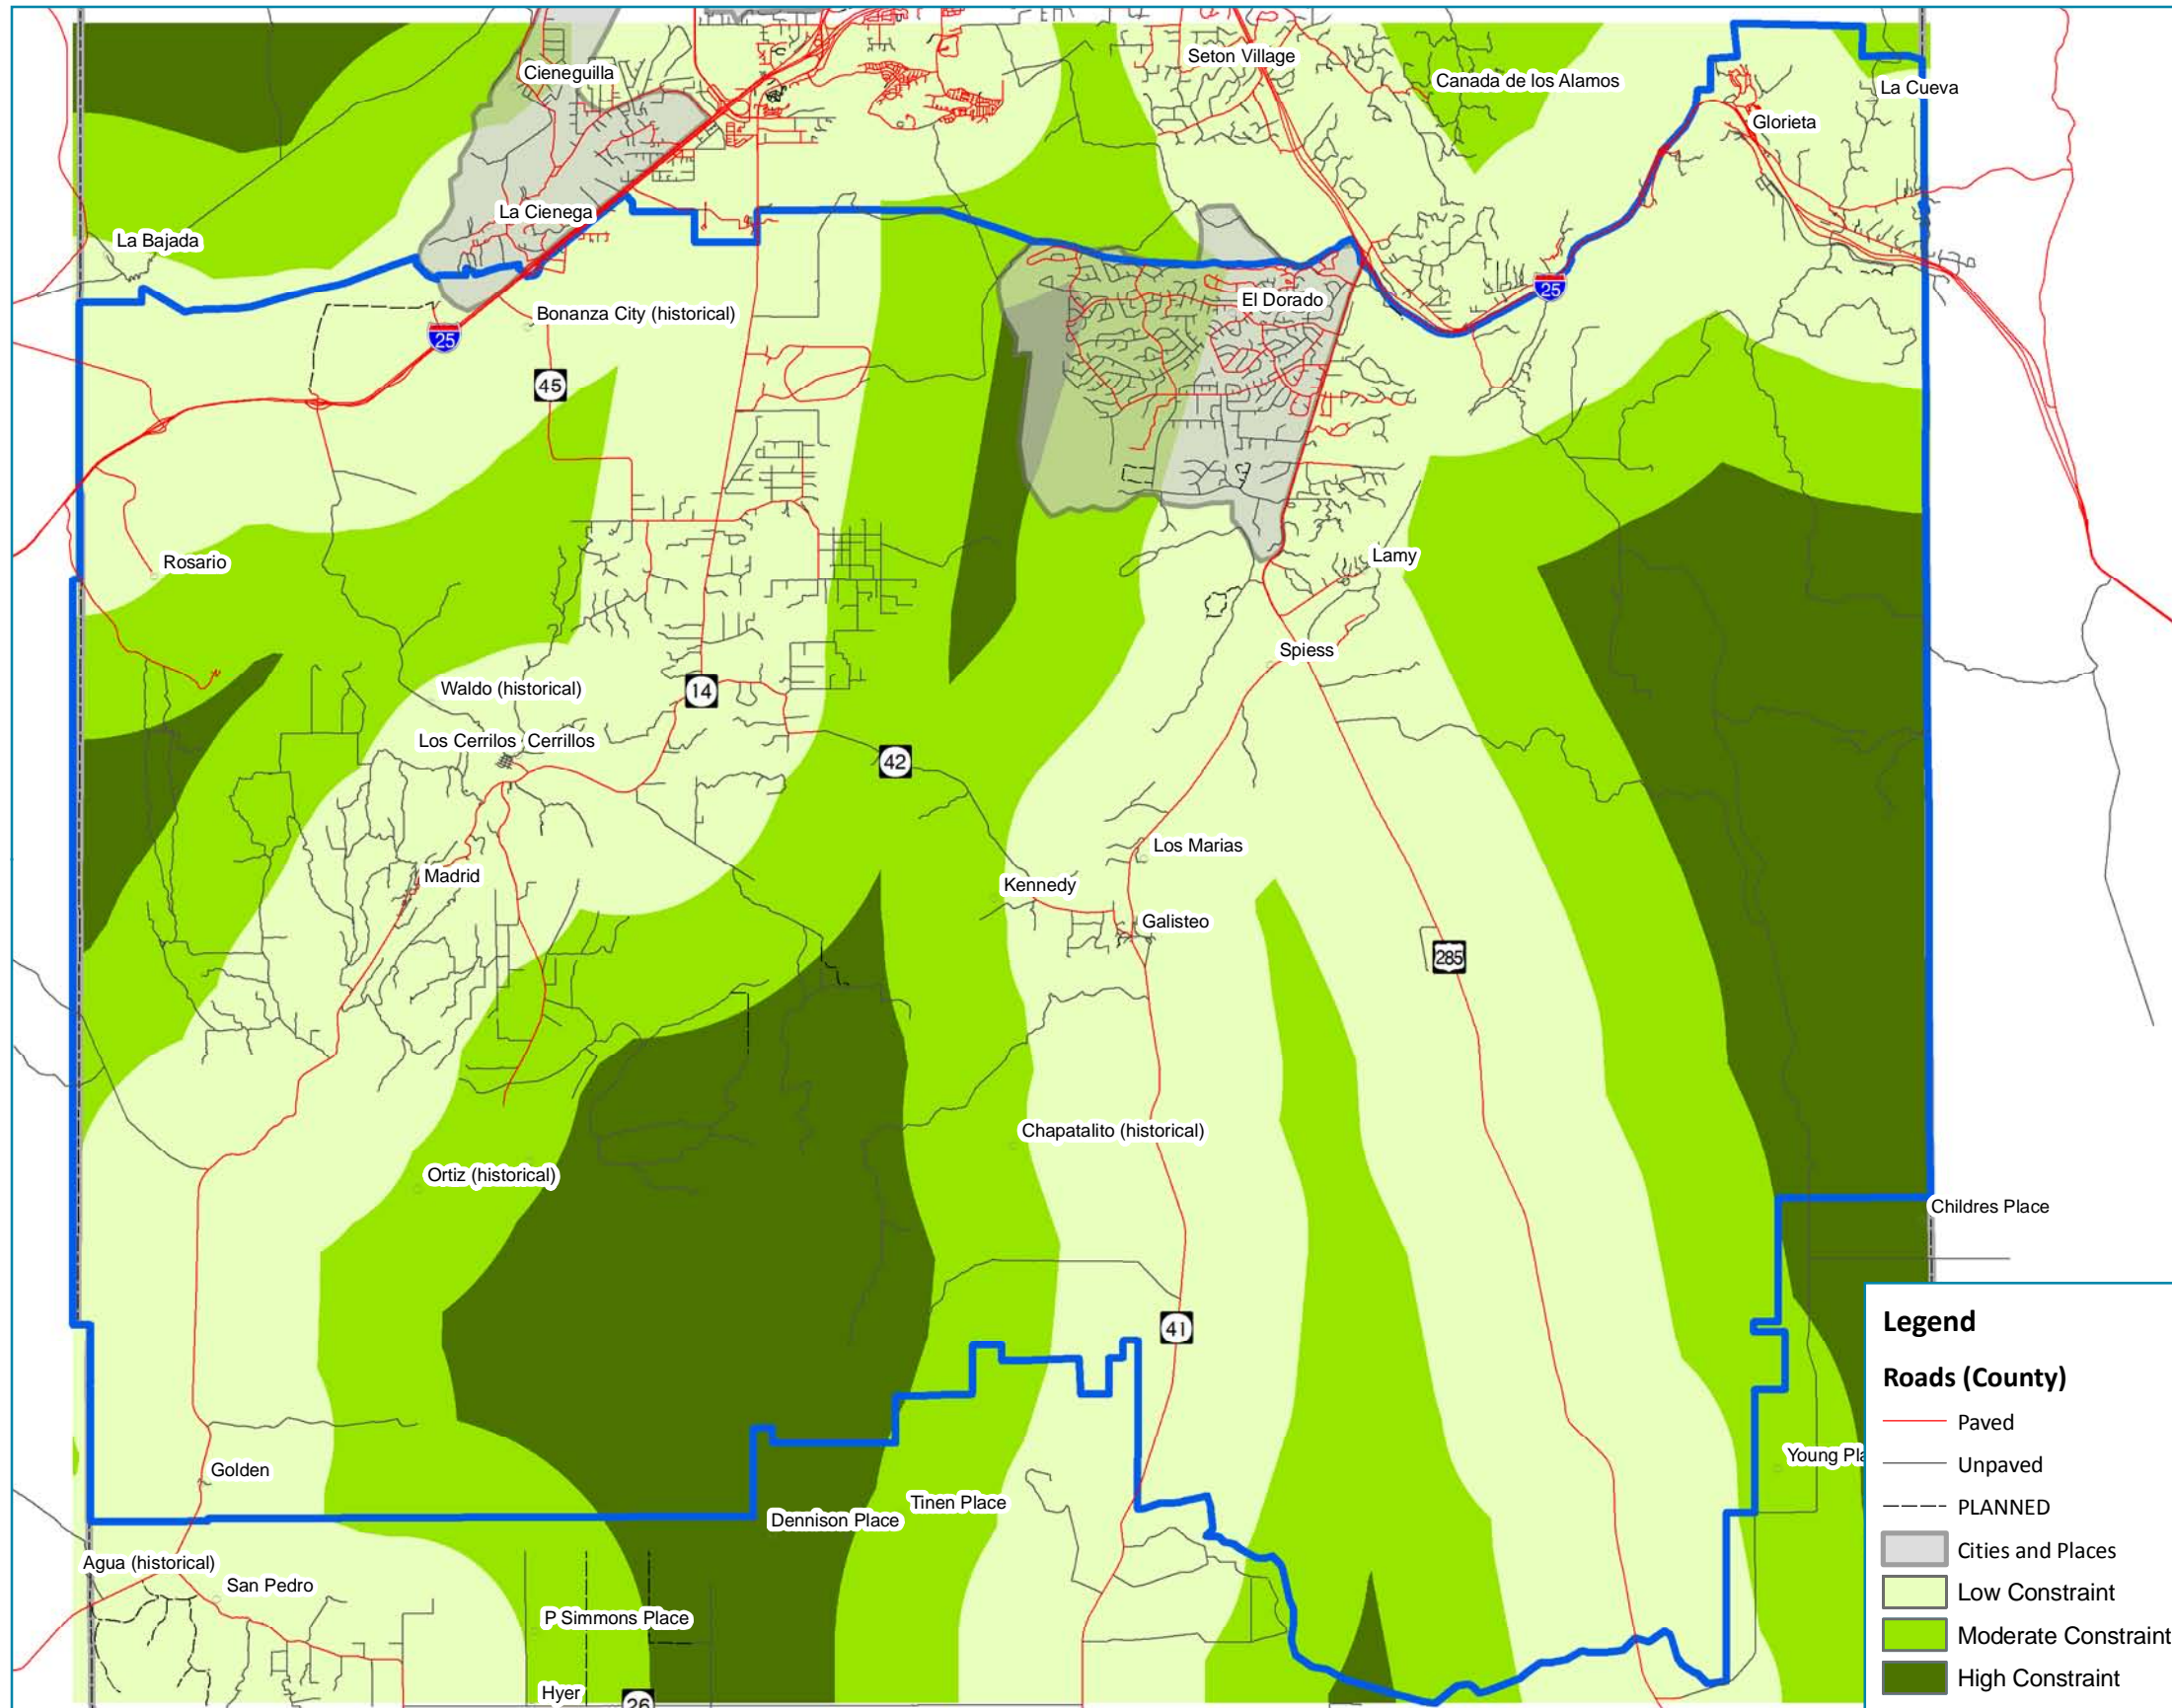 Seton Village
Cieneguilla
Canada de los Alamos
La Cueva
Glorieta
La Cienega
La Bajada
25
El Dorado
Bonanza City (historical)
25
45
Rosario
Lamy
Spiess
Waldo (historical)
14
Los Cerrilos Cerrillos
42
Los Marias
Madrid
Kennedy
Galisteo
285
Chapatalito (historical)
Ortiz (historical)
Childres Place
41
Golden
Young Pla
Tinen Place
Dennison Place
Agua (historical)
San Pedro
P Simmons Place
Hyer
26
Legend
Roads (County)
Paved
Unpaved
PLANNED
Cities and Places
Low Constraint
Moderate Constraint
High Constraint